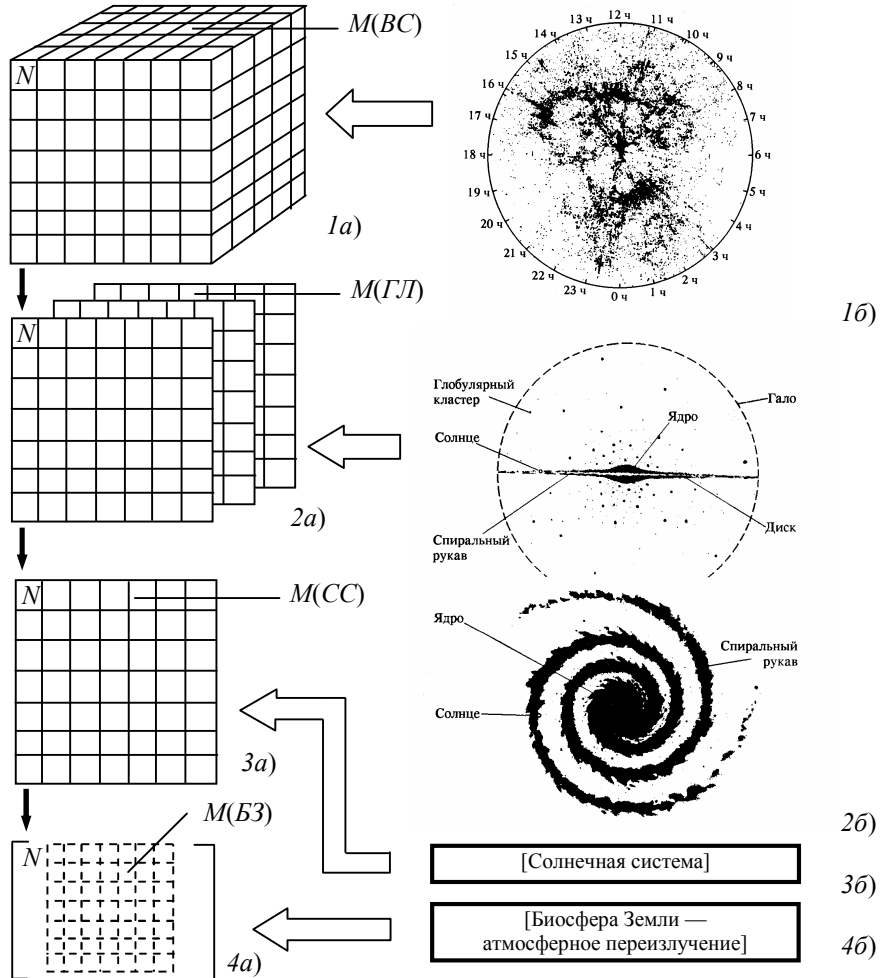 M(ВС)
N
1а)
12 ч
11 ч
10 ч
9 ч
8 ч
7 ч
6 ч
5 ч
4 ч
3 ч
2 ч
1 ч
0 ч
23 ч
22 ч
21 ч
20 ч
19 ч
18 ч
17 ч
16 ч
15 ч
14 ч
13 ч
1б)
M(ГЛ)
N
2а)
Глобулярный
кластер
Ядро
Гало
Солнце
Спиральный
рукав
Диск
N
M(СС)
3а)
Ядро
Спиральный
рукав
Солнце
2б)
M(БЗ)
N
4а)
[Солнечная система]
3б)
[Биосфера Земли —
атмосферное переизлучение]
4б)